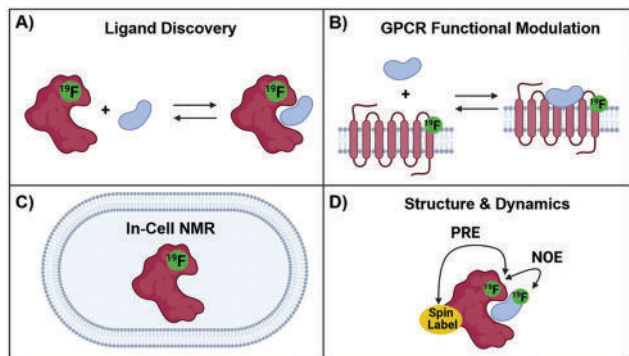 A)
Ligand Discovery
19F
+
19F
B)
GPCR Functional Modulation
+
19F
19F
C)
In-Cell NMR
19F
D)
Structure & Dynamics
PRE
NOE
19F
19F
Spin
Label